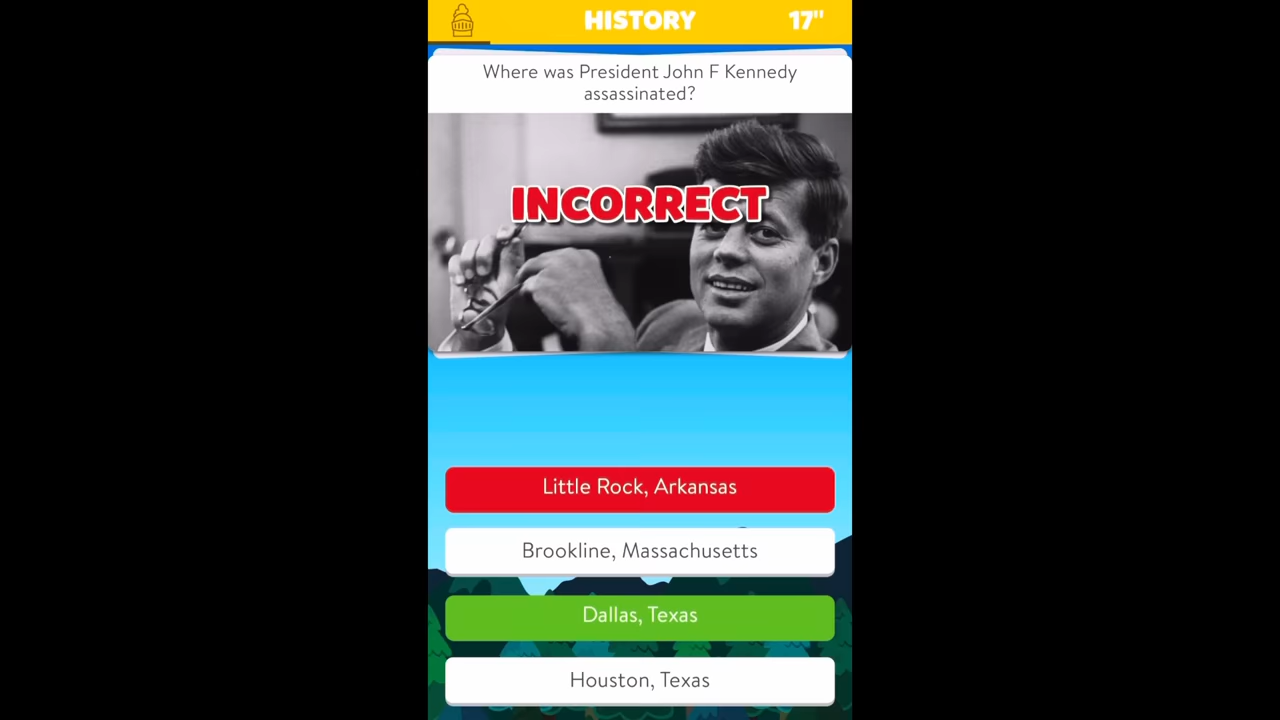 HISTORY
17"
Where was President John F Kennedy
assassinated?
INCORRECT
Little Rock, Arkansas
Brookline, Massachusetts
Dallas, Texas
Houston, Texas